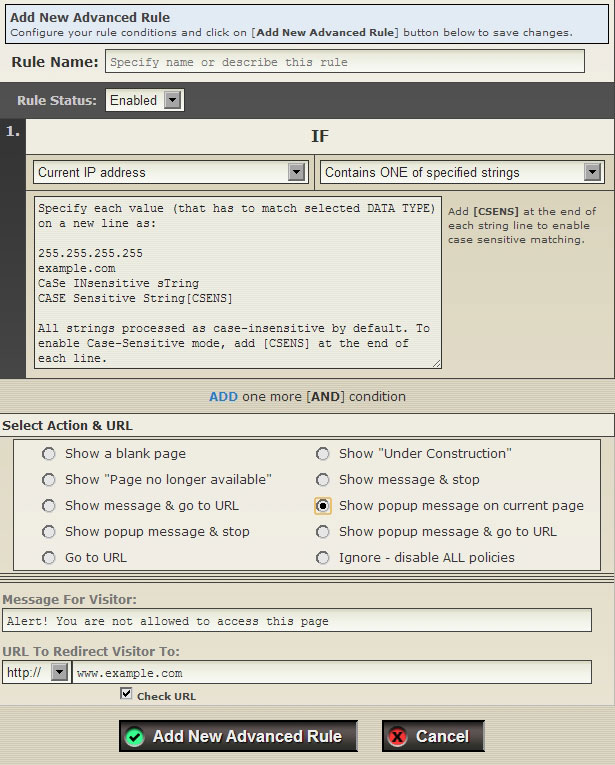 Add New Advanced Rule
Configure your rule conditions and click on [Add New Advanced Rule] button below to save changes.
Rule Name: Specify name or describe this rule
Rule Status: Enabled
1. IF
Current IP address Contains ONE of specified strings
Specify each value (that has to match selected DATA TYPE)
on a new line as:
255.255.255.255
example.com
CaSe INsensitive sTring
CASE Sensitive String[CSENS]
All strings processed as case-insensitive by default. To
enable Case-Sensitive mode, add [CSENS] at the end of
each line.
Add [CSENS] at the end of
each string line to enable
case sensitive matching.
ADD one more [AND] condition
Select Action & URL
Show a blank page Show "Under Construction"
Show "Page no longer available" Show message & stop
Show message & go to URL Show popup message on current page
Show popup message & stop Show popup message & go to URL
Go to URL Ignore - disable ALL policies
Message For Visitor:
Alert! You are not allowed to access this page
URL To Redirect Visitor To:
http:// www.example.com
Check URL
Add New Advanced Rule Cancel